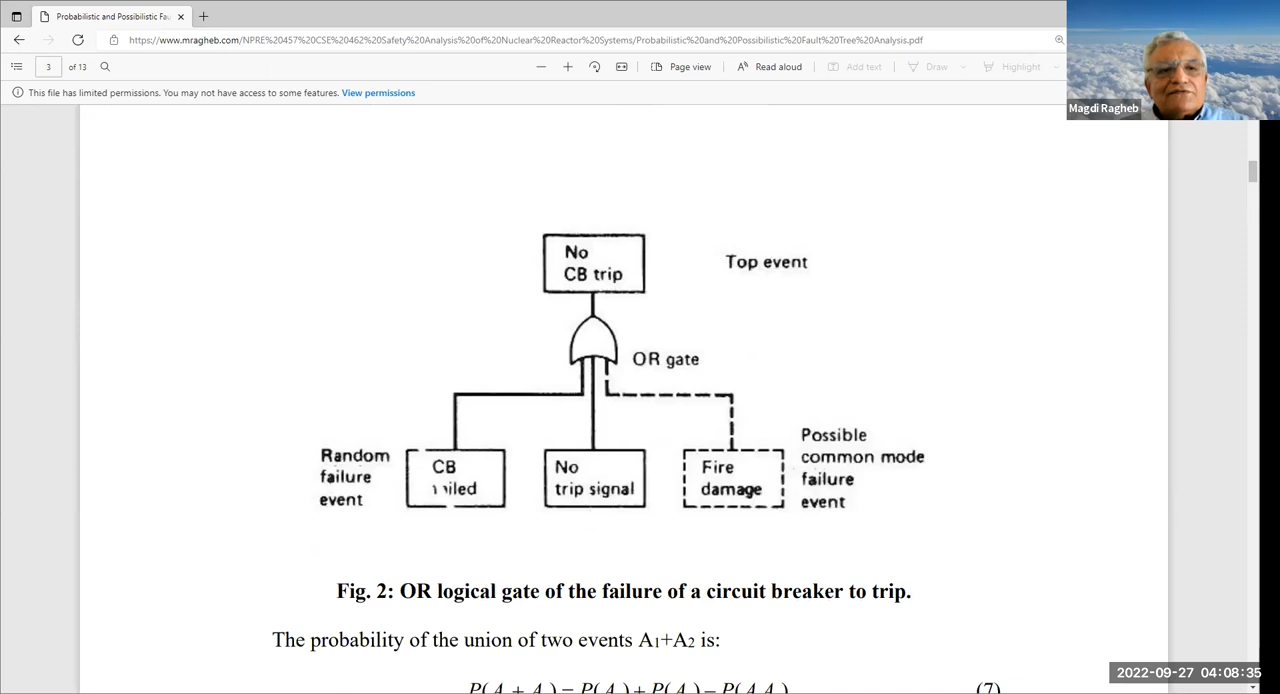 Probabilistic and Possibilistic Fau
https://www.mragheb.com/NPRE%20457%20CSE%20462%20Safety%20Analysis%20of%20Nuclear%20Reactor%20Systems/Probabilistic%20and%20Possibilistic%20Fault%20Tree%20Analysis.pdf
3 of 13
Page view
Read aloud
Add text
Draw
Highlight
This file has limited permissions. You may not have access to some features. View permissions
Magdi Ragheb
No
CB trip
Top event
OR gate
Random
failure
event
CB
No
trip signal
Fire
damage
Possible
common mode
failure
event
Fig. 2: OR logical gate of the failure of a circuit breaker to trip.
The probability of the union of two events A1+A2 is:
(7)
2022-09-27 04:08:35